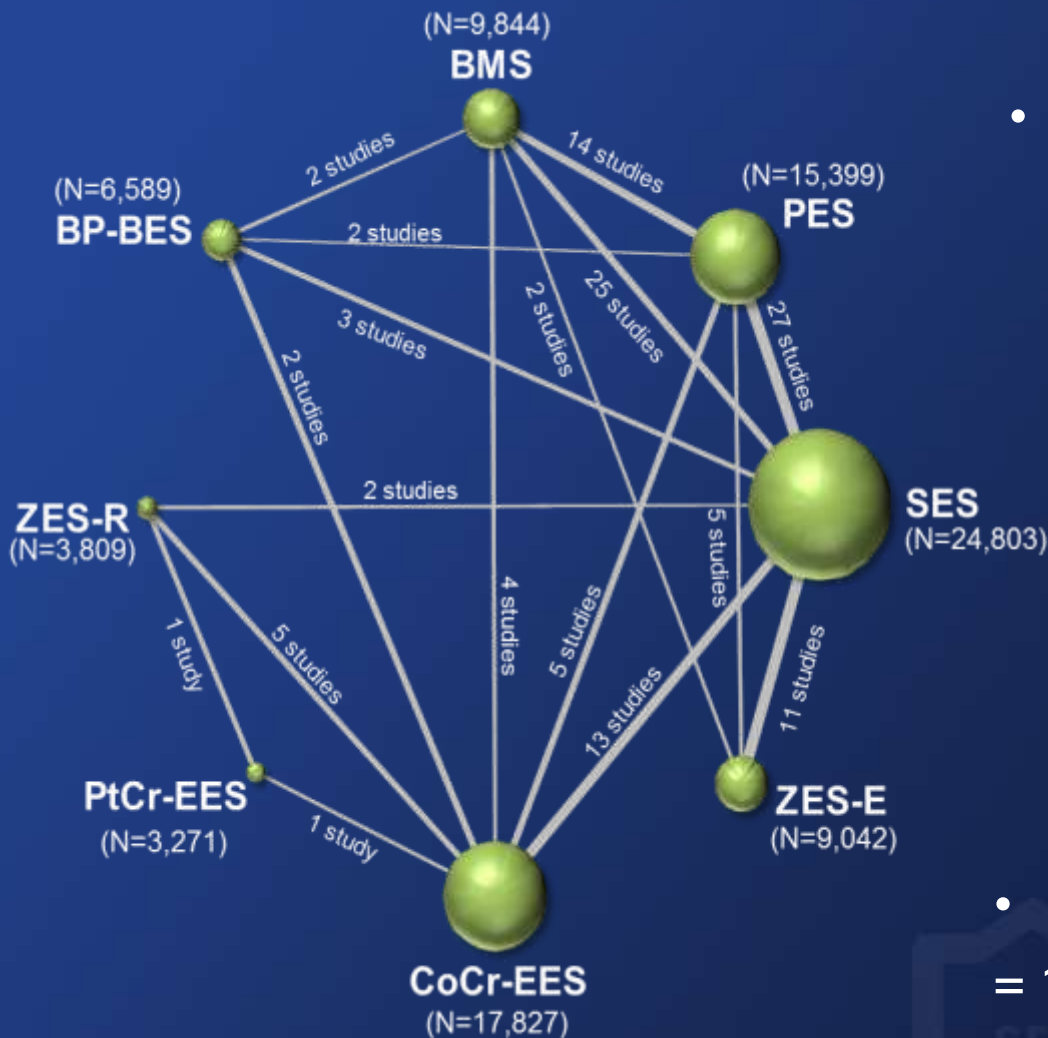 (N=9,844)
BMS
2 studies
14 studies
(N=6,589)
BP-BES
(N=15,399)
PES
2 studies
25 studies
2 studies
27 studies
3 studies
2 studies
2 studies
ZES-R
(N=3,809)
SES
(N=24,803)
5 studies
4 studies
5 studies
1 study
5 studies
13 studies
11 studies
PtCr-EES
(N=3,271)
1 study
ZES-E
(N=9,042)
CoCr-EES
(N=17,827)
=